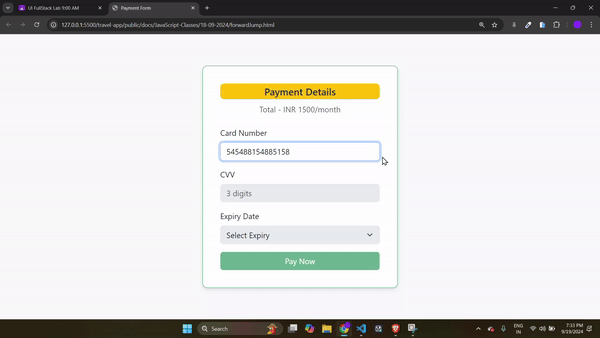 UI FullStack Lab 9:00 AM
Payment Form
127.0.0.1:5500/travel-app/public/docs/JavaScript-Classes/18-09-2024/forwardJump.html
Payment Details
Total - INR 1500/month
Card Number
545488154885158
CVV
3 digits
Expiry Date
Select Expiry
Pay Now
Search
ENG
IN
7:33 PM
9/19/2024